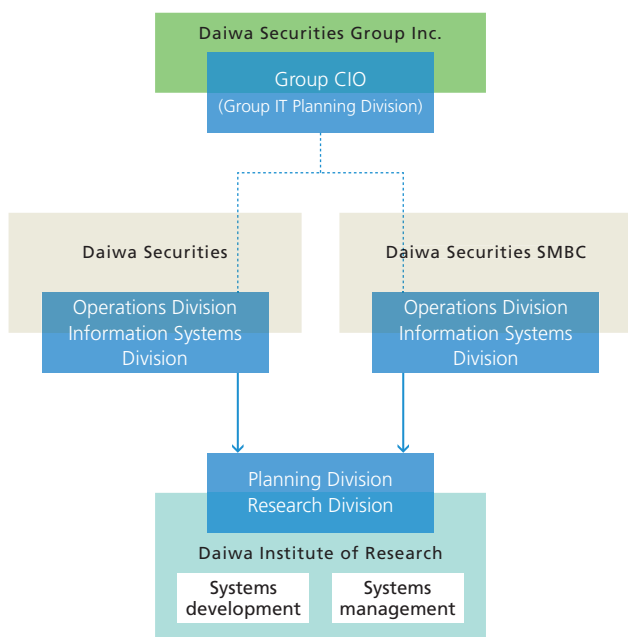 Daiwa Securities Group Inc.
Group CIO
(Group IT Planning Division)
Daiwa Securities
Operations Division
Information Systems
Division
Daiwa Securities SMBC
Operations Division
Information Systems
Division
Planning Division
Research Division
Daiwa Institute of Research
Systems
development
Systems
management